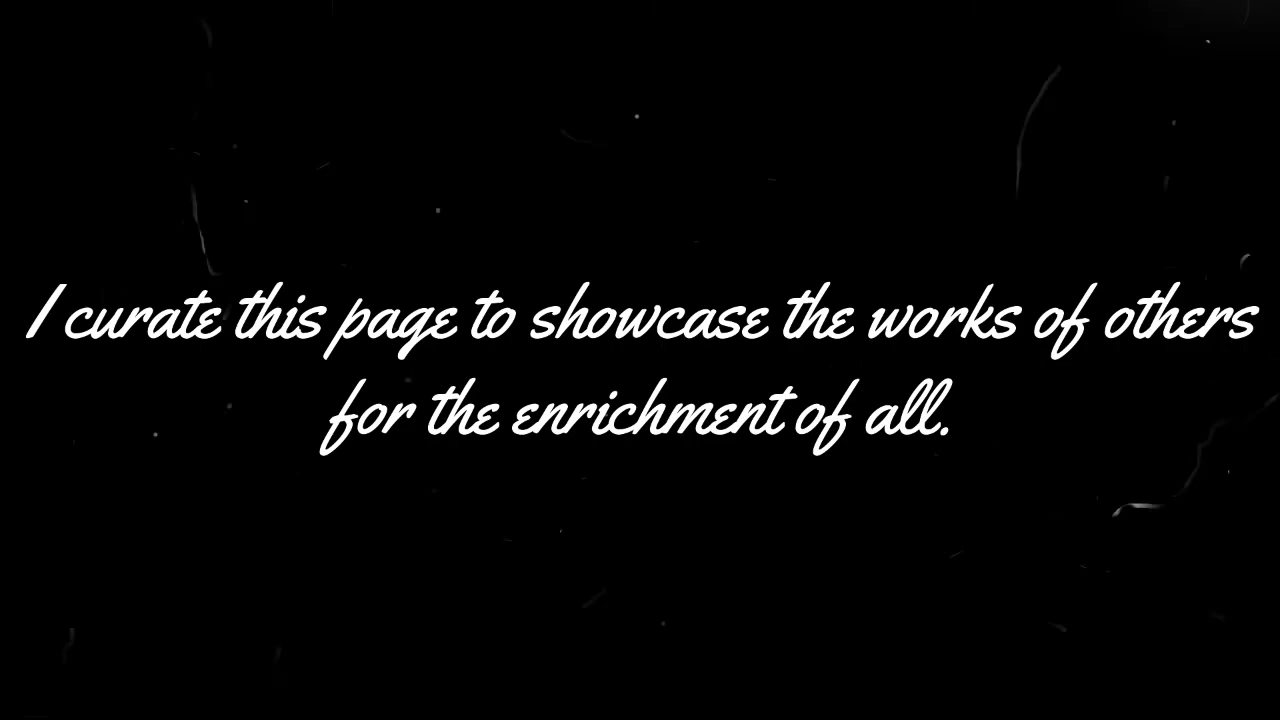 I curate this page to showcase the works of others
for the enrichment of all.